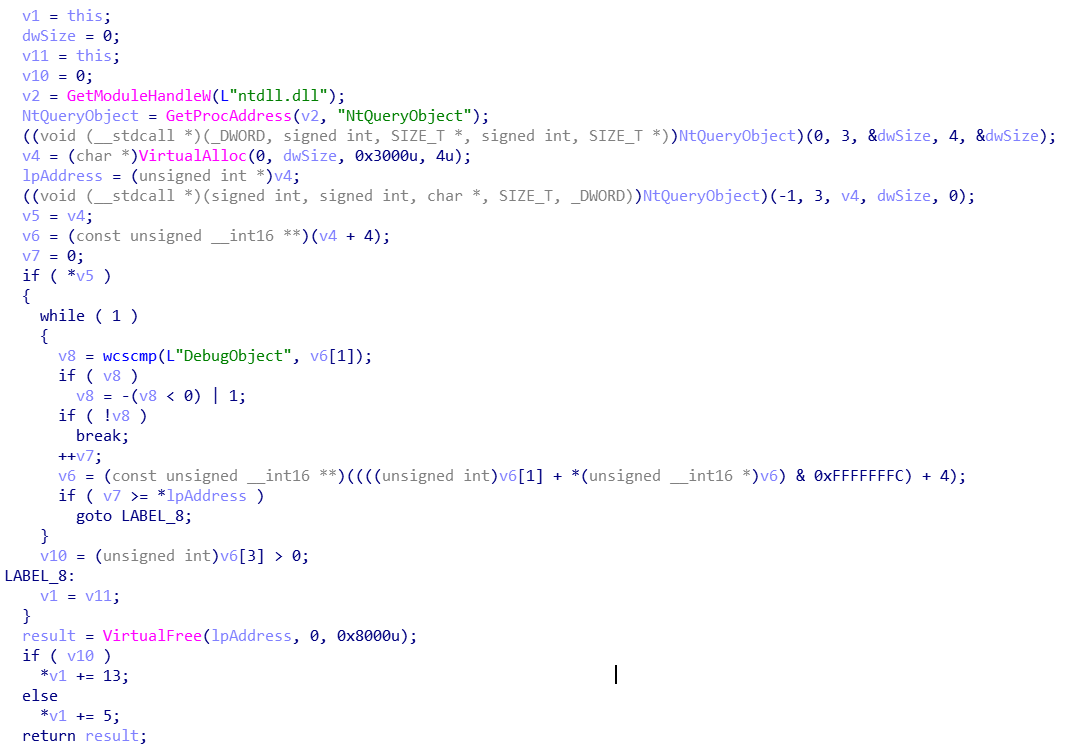 v1 = this;
dwSize = 0;
v11 = this;
v10 = 0;
v2 = GetModuleHandleW(L"ntdll.dll");
NtQueryObject = GetProcAddress(v2, "NtQueryObject");
((void (__stdcall *)(_DWORD, signed int, SIZE_T *, signed int, SIZE_T *))NtQueryObject)(0, 3, &dwSize, 4, &dwSize);
v4 = (char *)VirtualAlloc(0, dwSize, 0x3000u, 4u);
lpAddress = (unsigned int *)v4;
((void (__stdcall *)(signed int, signed int, char *, SIZE_T, _DWORD))NtQueryObject)(-1, 3, v4, dwSize, 0);
v5 = v4;
v6 = (const unsigned __int16 **)(v4 + 4);
v7 = 0;
if ( *v5 )
{
while ( 1 )
{
v8 = wcscmp(L"DebugObject", v6[1]);
if ( v8 )
v8 = -(v8 < 0) | 1;
if ( !v8 )
break;
++v7;
v6 = (const unsigned __int16 **)((((unsigned int)v6[1] + *(unsigned __int16 *)v6) & 0xFFFFFFFC) + 4);
if ( v7 >= *lpAddress )
goto LABEL_8;
}
v10 = (unsigned int)v6[3] > 0;
LABEL_8:
v1 = v11;
}
result = VirtualFree(lpAddress, 0, 0x8000u);
if ( v10 )
*v1 += 13;
else
*v1 += 5;
return result;